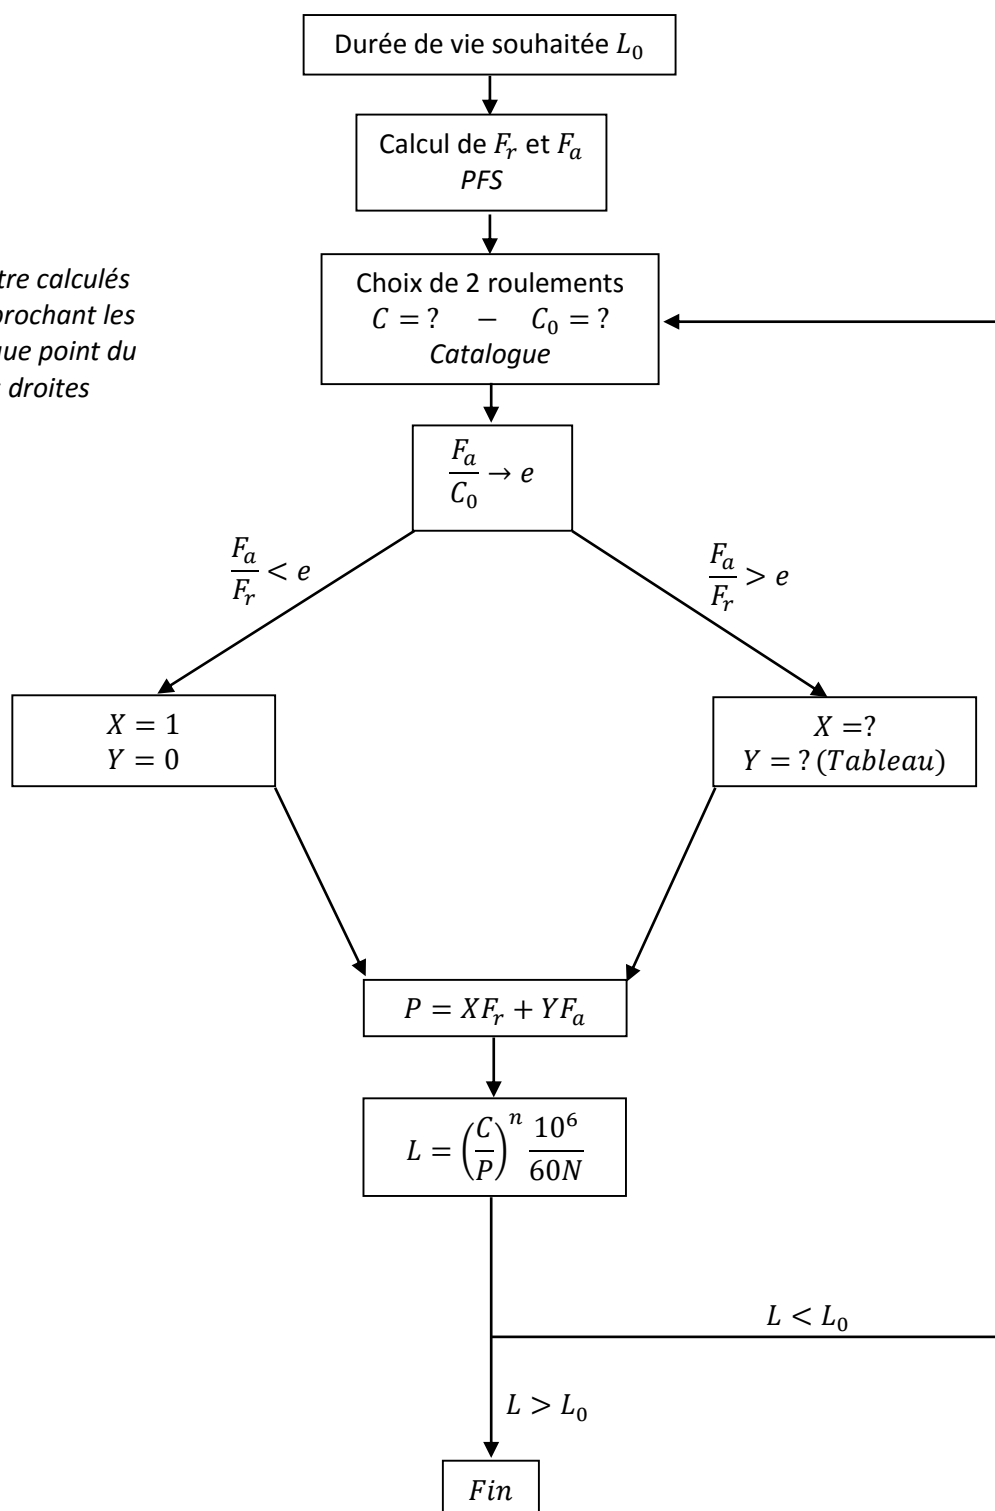 Durée de vie souhaitée L₀
Calcul de Fᵣ et Fₐ
PFS
tre calculés
prochant les
ue point du
droites
Choix de 2 roulements
C = ? − C₀ = ?
Catalogue
Fₐ/C₀ → e
Fₐ/Fᵣ < e
Fₐ/Fᵣ > e
X = 1
Y = 0
X =?
Y = ? (Tableau)
P = XFᵣ + YFₐ
L = (C/P)ⁿ 10⁶/60N
L < L₀
L > L₀
Fin